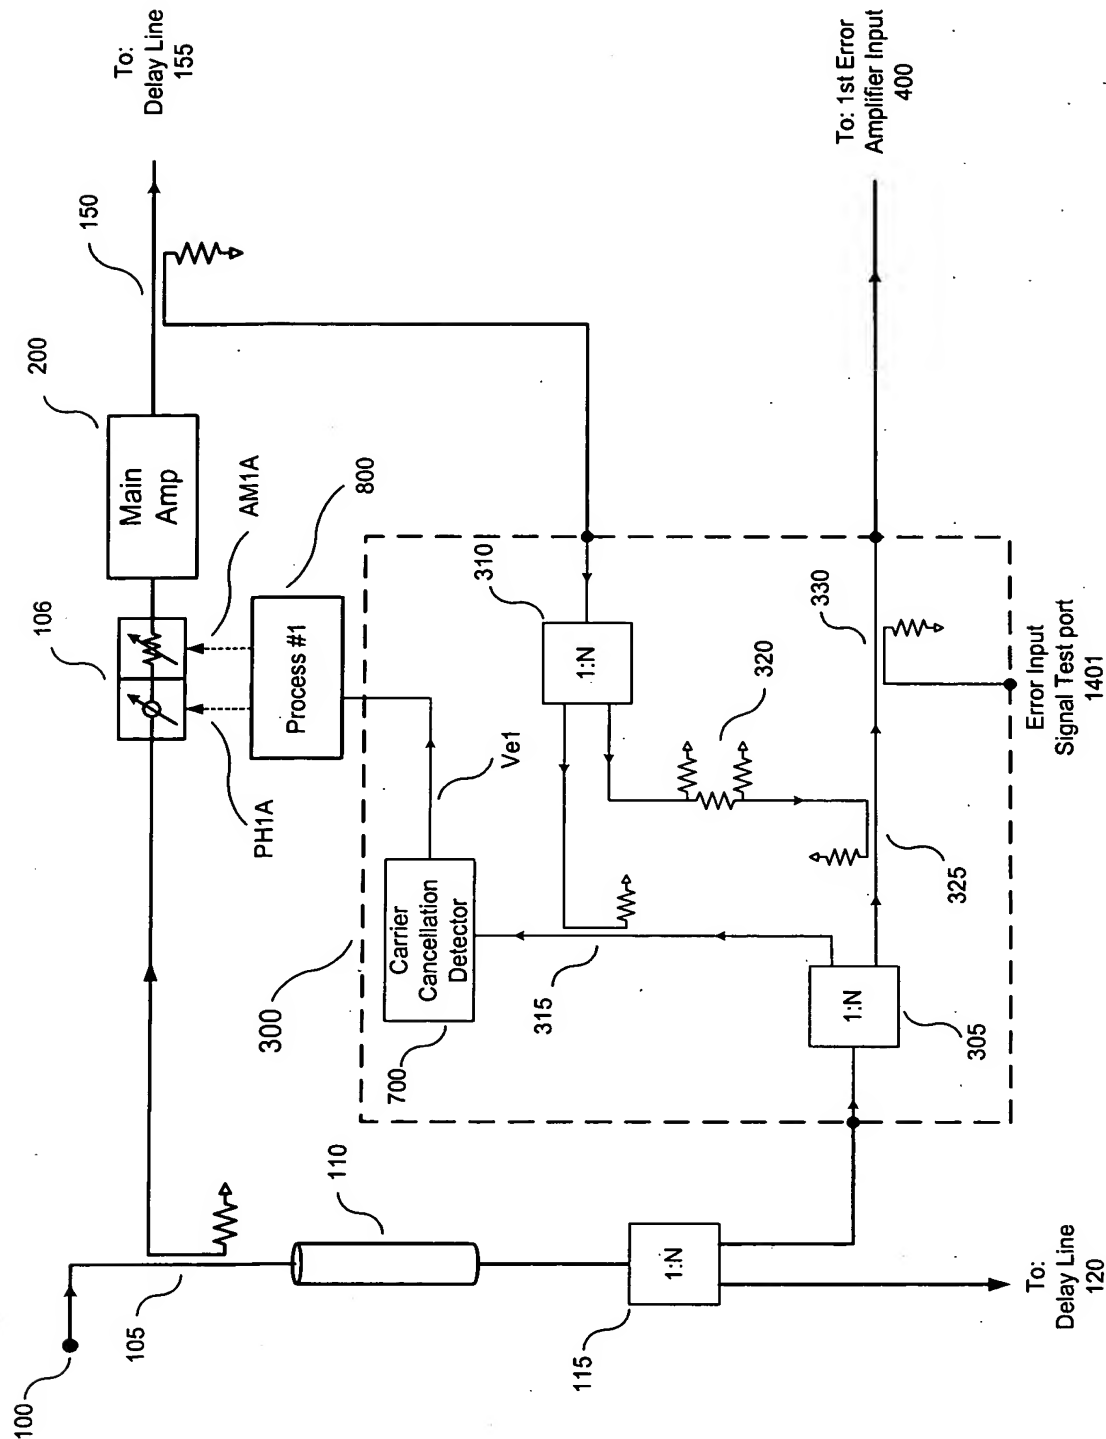 To:
Delay Line
155
150
200
Main
Amp
AM1A
800
106
Process #1
PH1A
To: 1st Error
Amplifier Input
400
310
1:N
320
330
Error Input
Signal Test port
1401
Ve1
Carrier
Cancellation
Detector
325
300
315
700
1:N
305
110
100
105
1:N
115
To:
Delay Line
120